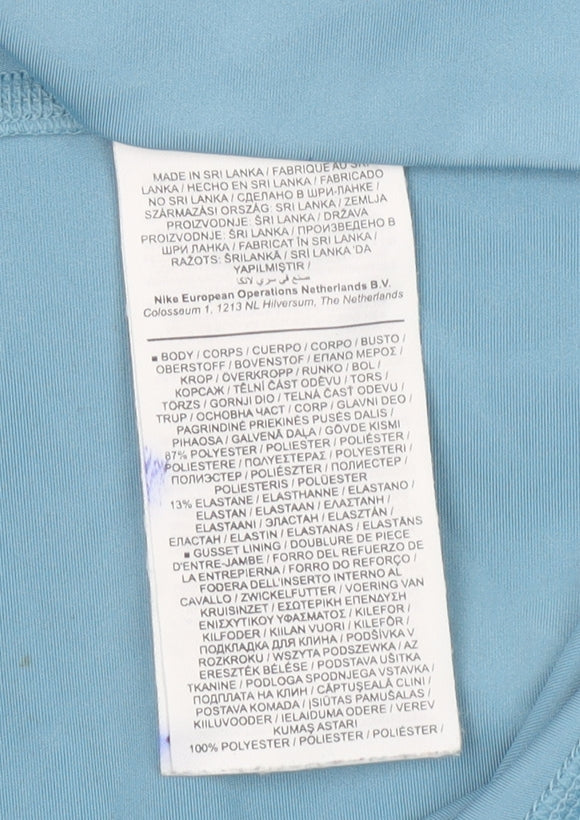 MADE IN SRI LANKA / FABRIQUÉ AU SRI
LANKA / HECHO EN SRI LANKA / FABRICADO
NO SRI LANKA / СДЕЛАНО В ШРИ-ЛАНКЕ /
SZÁRMAZÁSI ORSZÁG: SRI LANKA / ZEMLJA
PROIZVODNJE: ŠRI LANKA / DRŽAVA
PROIZVODNJE: ŠRI LANKA / ПРОИЗВЕДЕНО В
ШРИ ЛАНКА / FABRICAT ÎN SRI LANKA /
RAŽOTS: ŠRILANKĀ / SRI LANKA 'DA
YAPILMIŞTIR /
صنع في سري لانكا
Nike European Operations Netherlands B.V.
Colosseum 1, 1213 NL Hilversum, The Netherlands
■ BODY / CORPS / CUERPO / CORPO / BUSTO /
OBERSTOFF / BOVENSTOF / ΕΠΑΝΩ ΜΕΡΟΣ /
KROP / ÖVERKROPP / RUNKO / BOL /
КОРСАЖ / TĚLNÍ ČÁST ODĚVU / TORS /
TÖRZS / GORNJI DIO / TELNÁ ČASŤ ODEVU /
TRUP / ОСНОВНА ЧАСТ / CORP / GLAVNI DEO /
PAGRINDINĖ PRIEKINĖS PUSĖS DALIS /
PIHAOSA / GALVENĀ DAĻA / GÖVDE KISMI
87% POLYESTER / POLIESTER / POLIÉSTER /
POLIESTERE / ΠΟΛΥΕΣΤΕΡΑΣ / POLYESTERI /
ПОЛИЭСТЕР / POLIÉSZTER / ПОЛИЕСТЕР /
POLIESTERIS / POLÜESTER
13% ELASTANE / ELASTHANNE / ELASTANO /
ELASTAN / ELASTAAN / ΕΛΑΣΤΑΝΗ /
ELASTAANI / ЭЛАСТАН / ELASZTÁN /
ЕЛАСТАН / ELASTIN / ELASTANAS / ELASTĀNS
■ GUSSET LINING / DOUBLURE DE PIECE
D'ENTRE-JAMBE / FORRO DEL REFUERZO DE
LA ENTREPIERNA / FORRO DO REFORÇO /
FODERA DELL'INSERTO INTERNO AL
CAVALLO / ZWICKELFUTTER / VOERING VAN
KRUISINZET / ΕΣΩΤΕΡΙΚΗ ΕΠΕΝΔΥΣΗ
ΕΝΙΣΧΥΤΙΚΟΥ ΥΦΑΣΜΑΤΟΣ / KILEFOR /
KILFODER / KIILAN VUORI / KILEFÔR /
ПОДКЛАДКА ДЛЯ КЛИНА / PODŠÍVKA V
ROZKROKU / WSZYTA PODSZEWKA / AZ
ERESZTÉK BÉLÉSE / PODSTAVA UŠITKA
TKANINE / PODLOGA SPODNJEGA VSTAVKA /
ПОДПЛАТА НА КЛИН / CĂPTUŞEALĂ CLINI /
POSTAVA KOMADA / ĮSIŪTAS PAMUŠALAS /
KIILUVOODER / IELAIDUMA ODERE / VEREV
KUMAŞ ASTARI
100% POLYESTER / POLIESTER / POLIÉSTER /